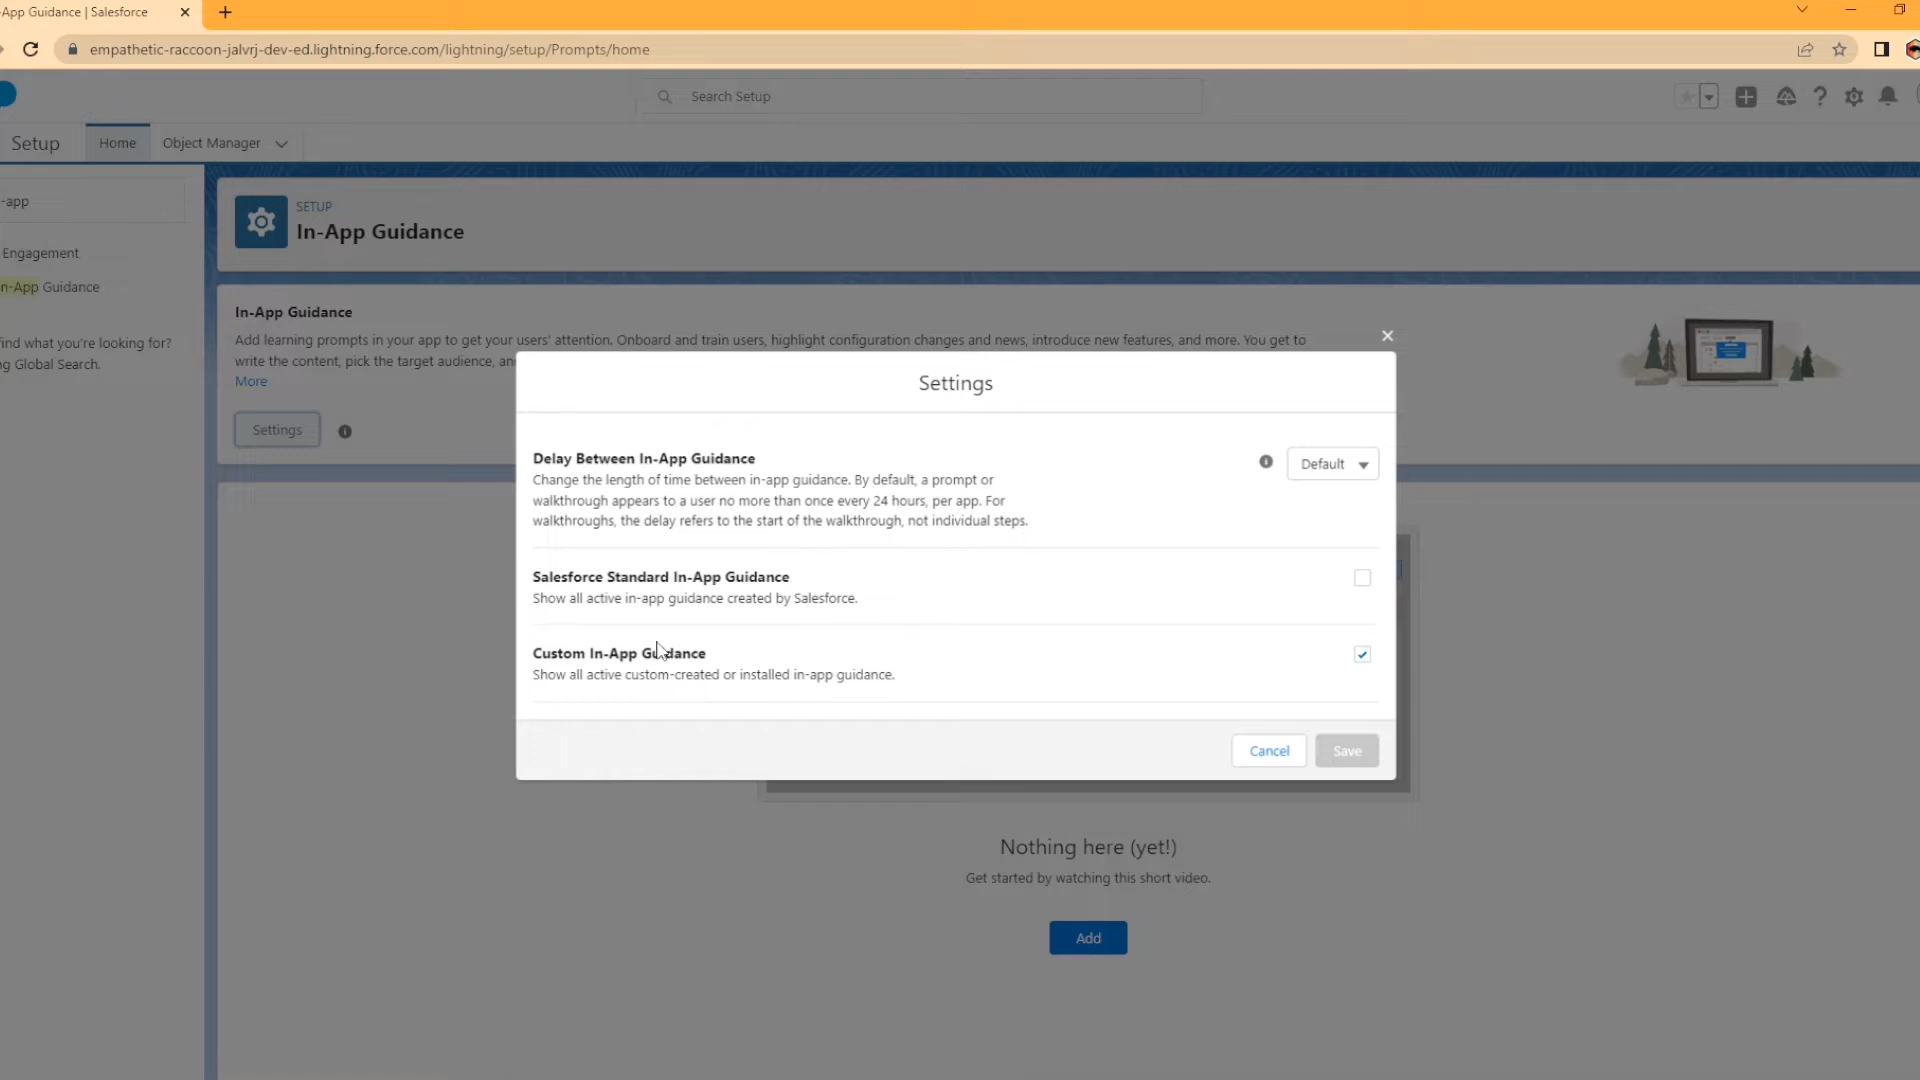 -App Guidance | Salesforce
empathetic-raccoon-jalvrj-dev-ed.lightning.force.com/lightning/setup/Prompts/home
Search Setup
Setup
Home
Object Manager
-app
Engagement
n-App Guidance
find what you're looking for?
ng Global Search.
SETUP
In-App Guidance
In-App Guidance
Add learning prompts in your app to get your users' attention. Onboard and train users, highlight configuration changes and news, introduce new features, and more. You get to
write the content, pick the target audience, an
More
Settings
Settings
Delay Between In-App Guidance
Default
Change the length of time between in-app guidance. By default, a prompt or
walkthrough appears to a user no more than once every 24 hours, per app. For
walkthroughs, the delay refers to the start of the walkthrough, not individual steps.
Salesforce Standard In-App Guidance
Show all active in-app guidance created by Salesforce.
Custom In-App Guidance
Show all active custom-created or installed in-app guidance.
Cancel
Save
Nothing here (yet!)
Get started by watching this short video.
Add